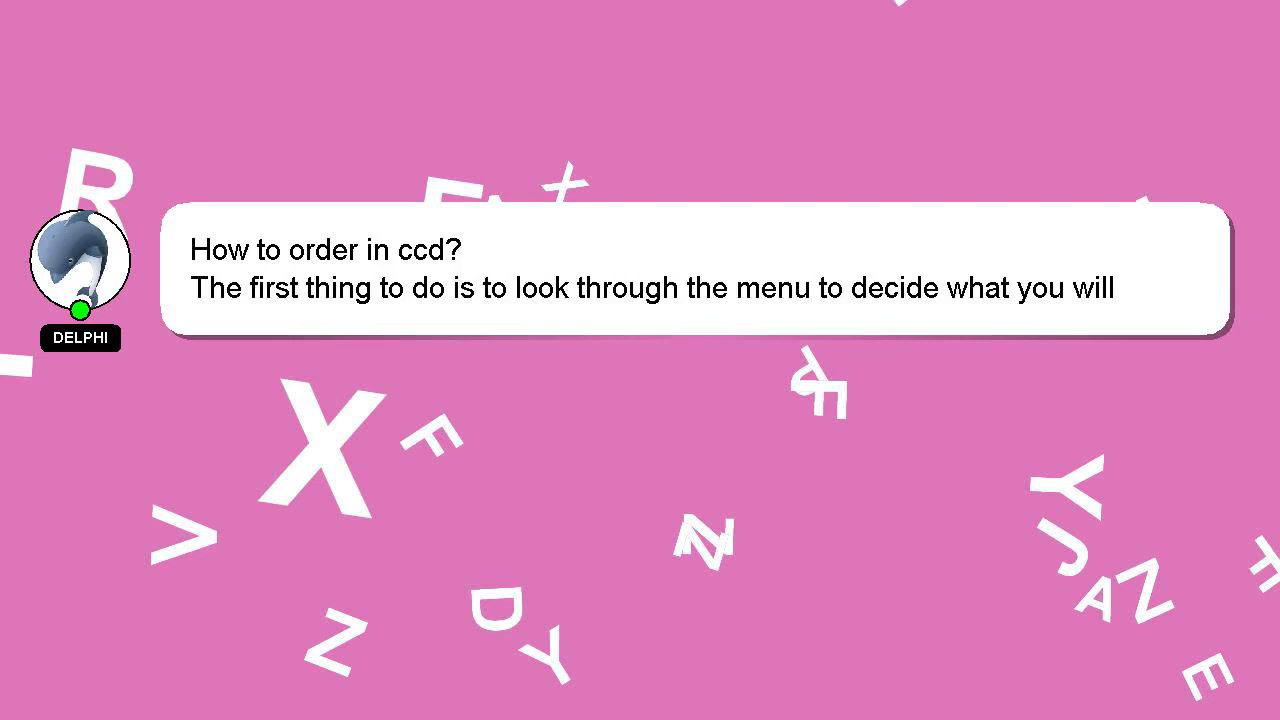 R
F
X
How to order in ccd?
The first thing to do is to look through the menu to decide what you will
DELPHI
X
F
F
Y
V
N
J
Z
A
N
F
D
Y
E